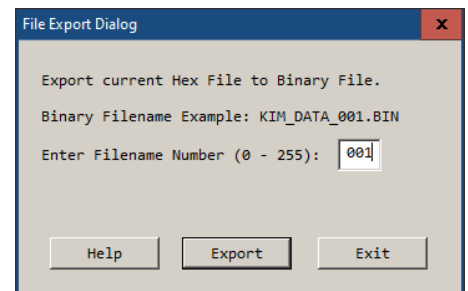 File Export Dialog x
Export current Hex File to Binary File.
Binary Filename Example: KIM_DATA_001.BIN
Enter Filename Number (0 - 255): 001
Help Export Exit